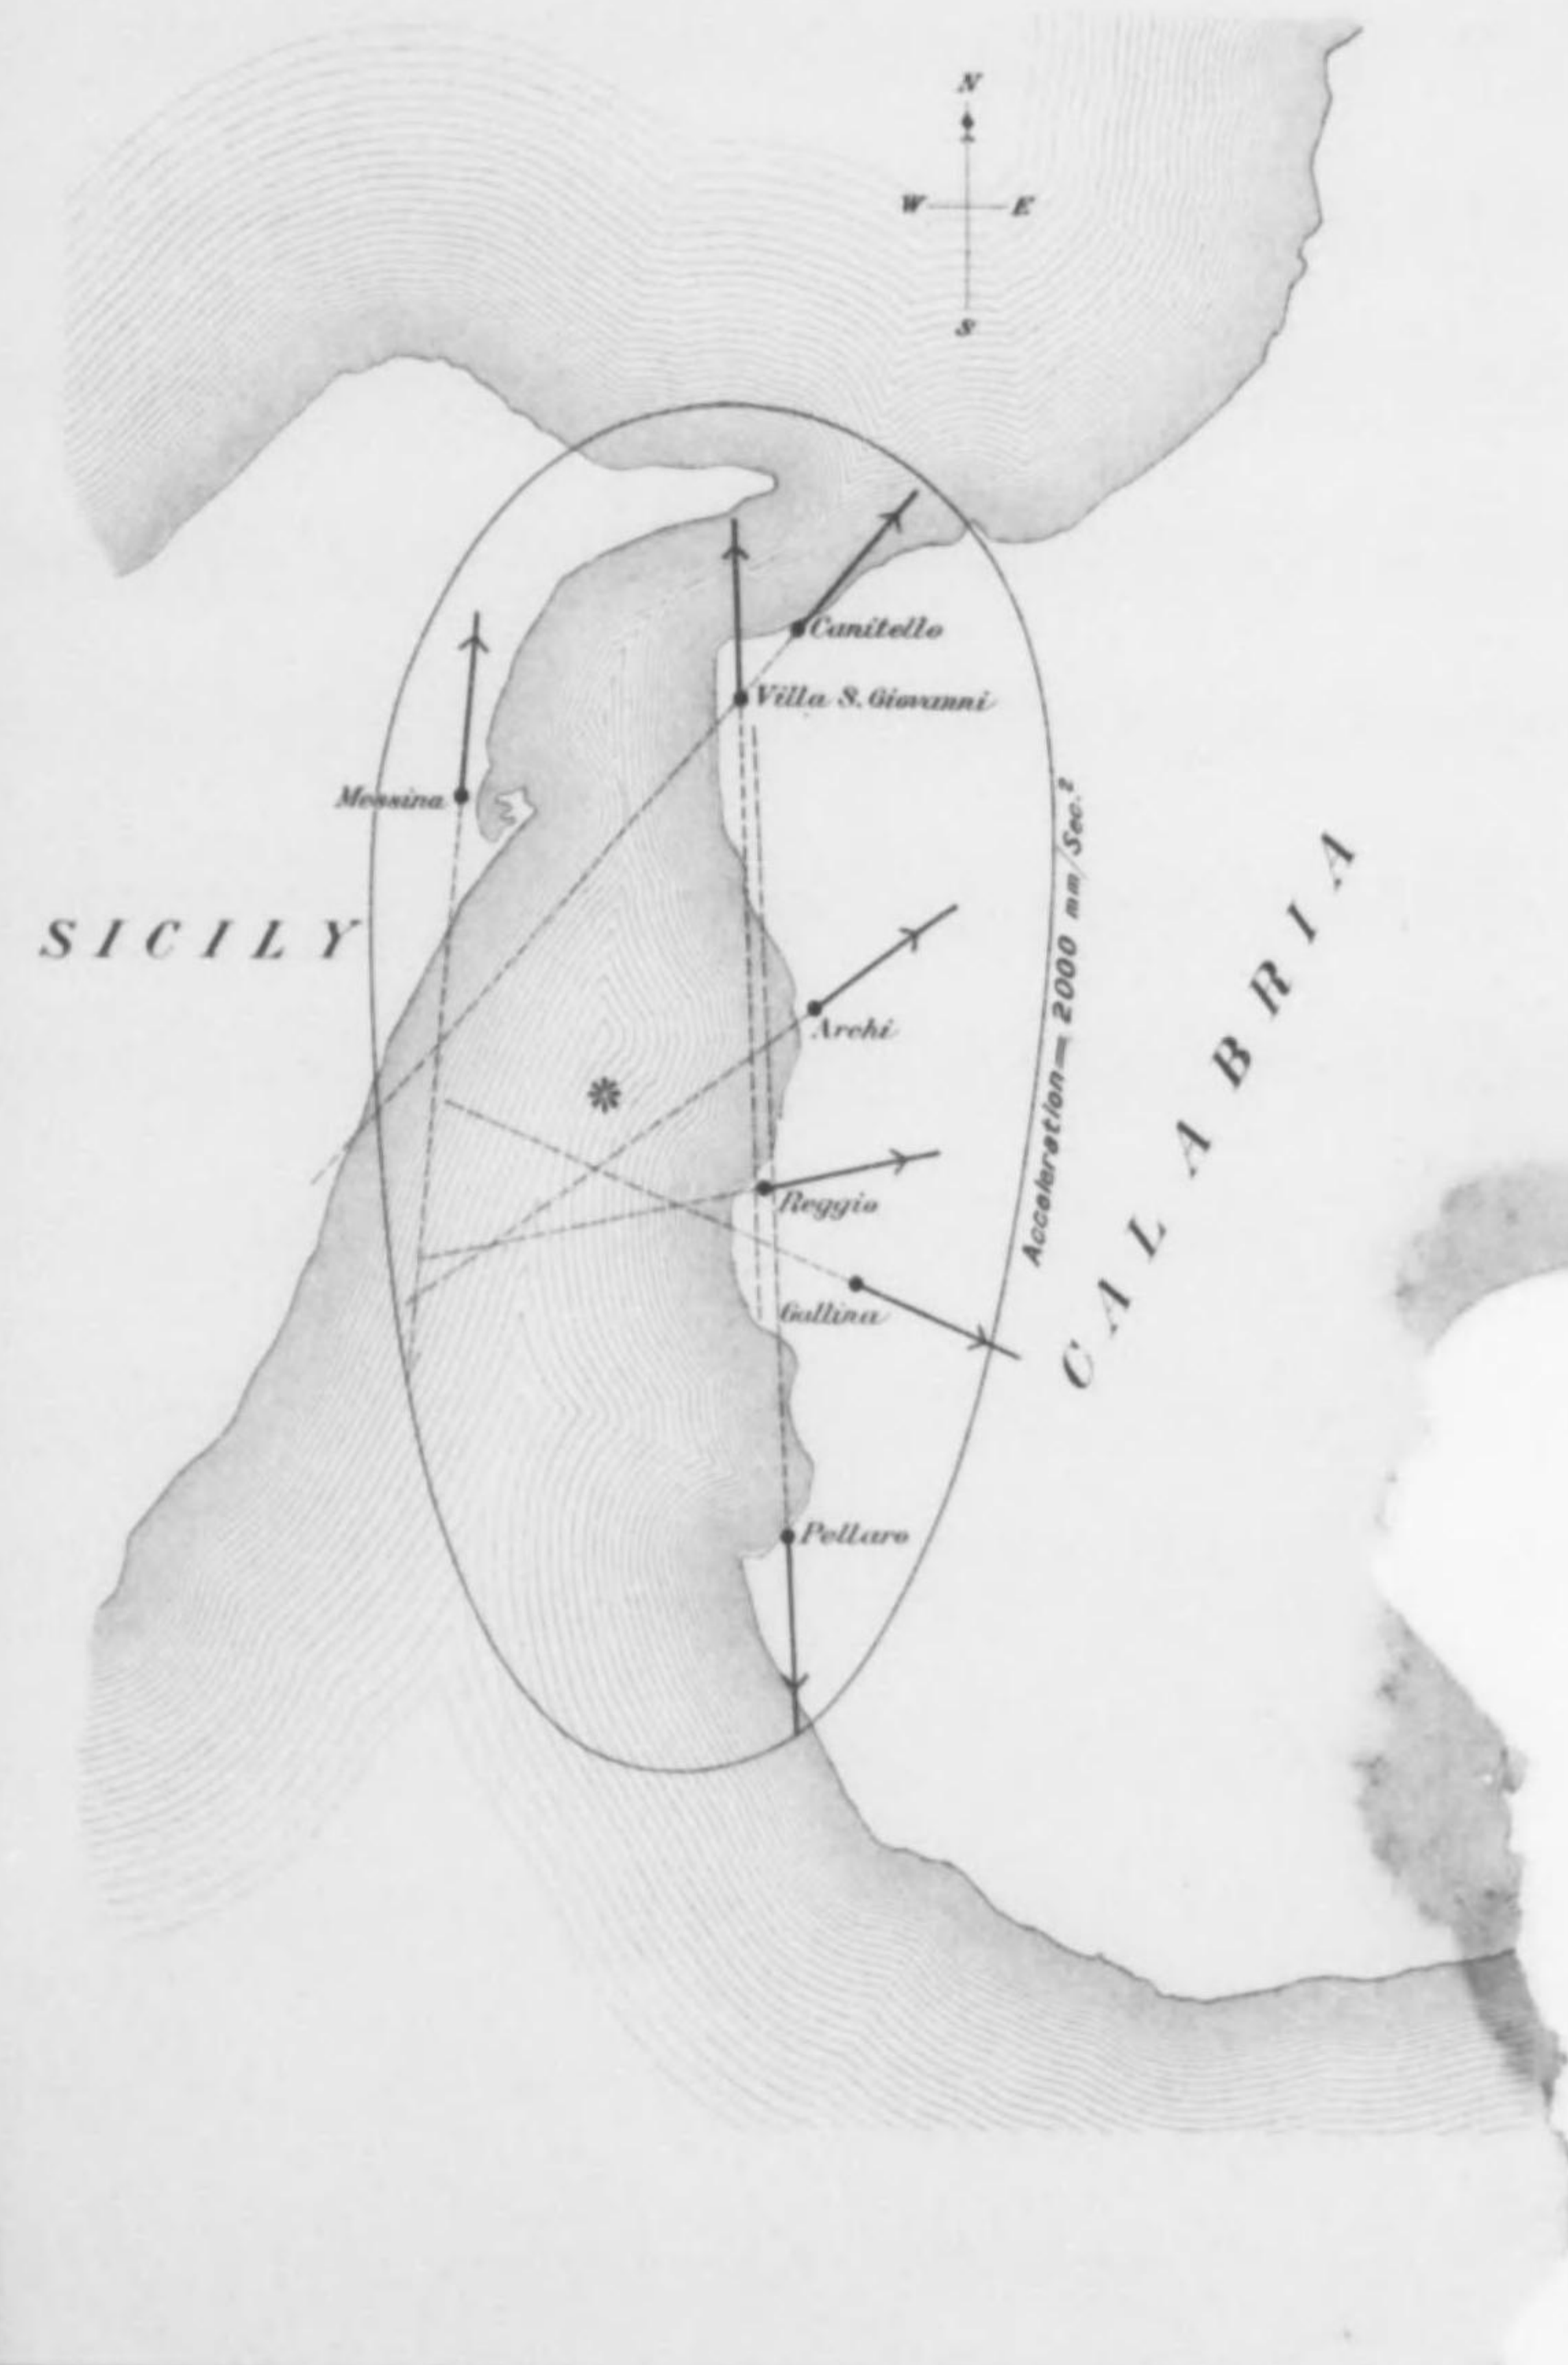 N
W E
S
Canitello
Villa S. Giovanni
Messina
SICILY
Archi
Acceleration = 2000 mm/Sec.²
CALABRIA
Reggio
Gallina
Pellaro